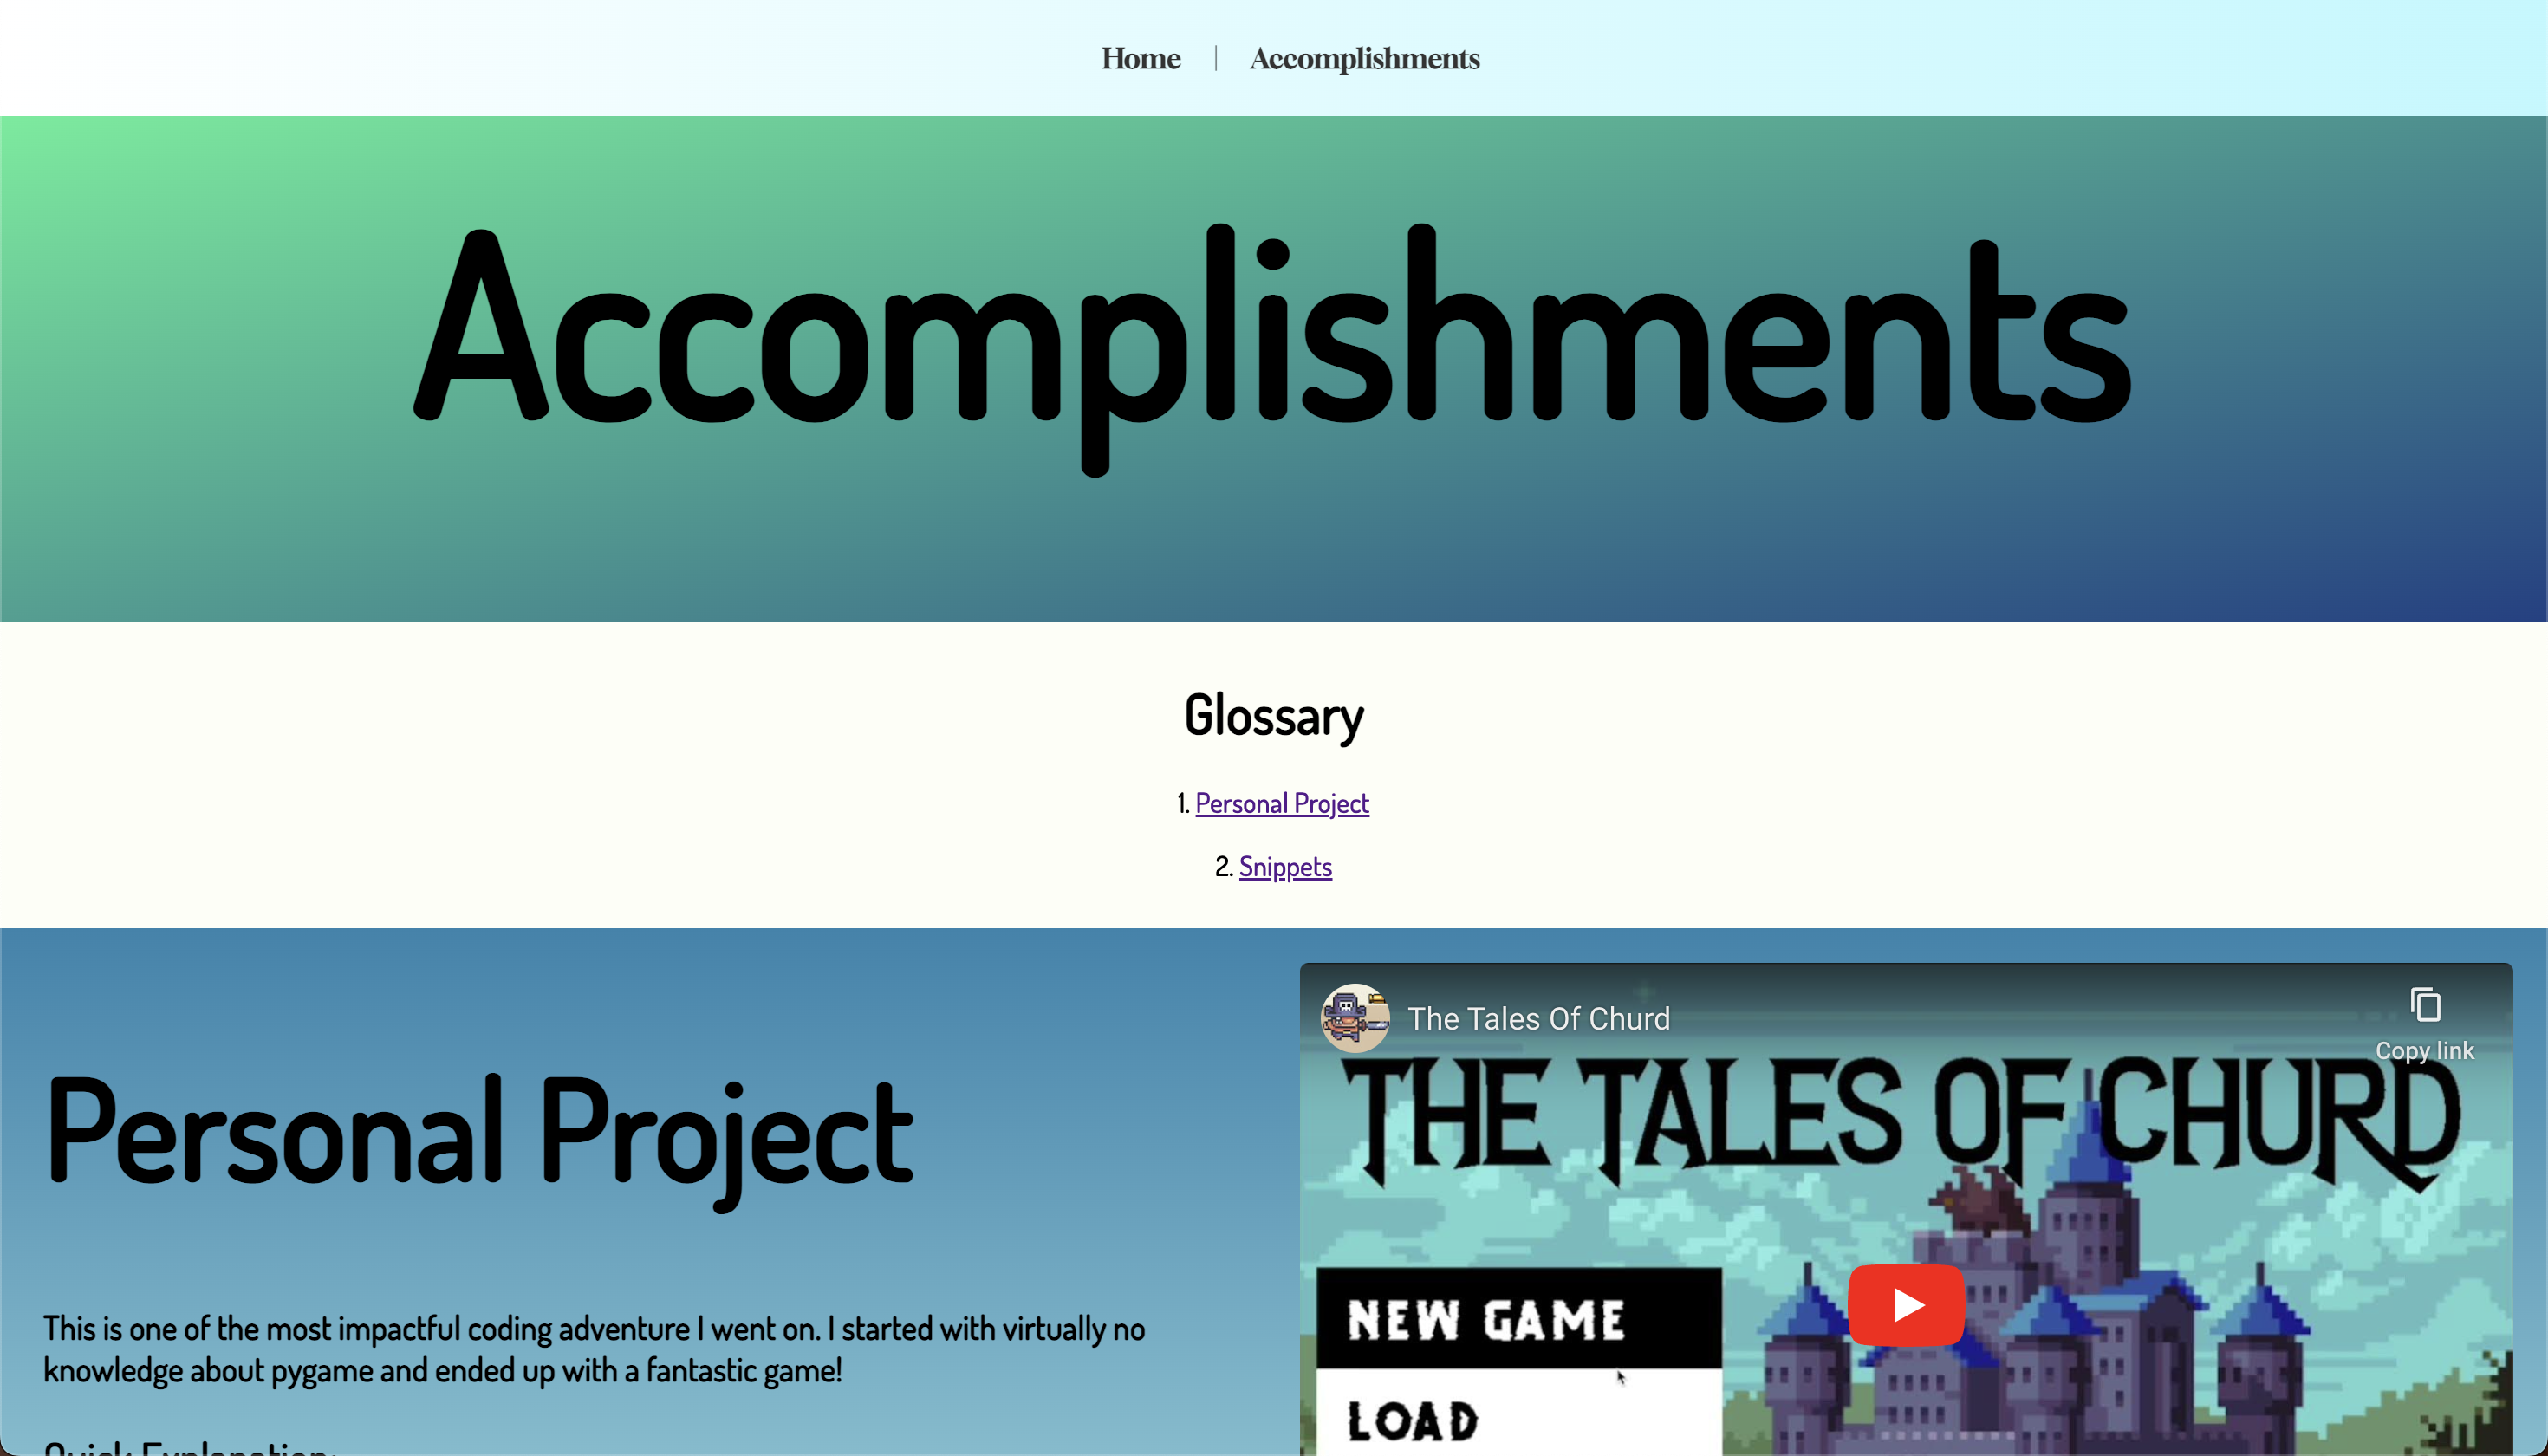 Home | Accomplishments
Accomplishments
Glossary
1. Personal Project
2. Snippets
Personal Project
This is one of the most impactful coding adventure I went on. I started with virtually no
knowledge about pygame and ended up with a fantastic game!
Quick Explanation:
The Tales Of Churd
Copy link
THE TALES OF CHURD
NEW GAME
LOAD